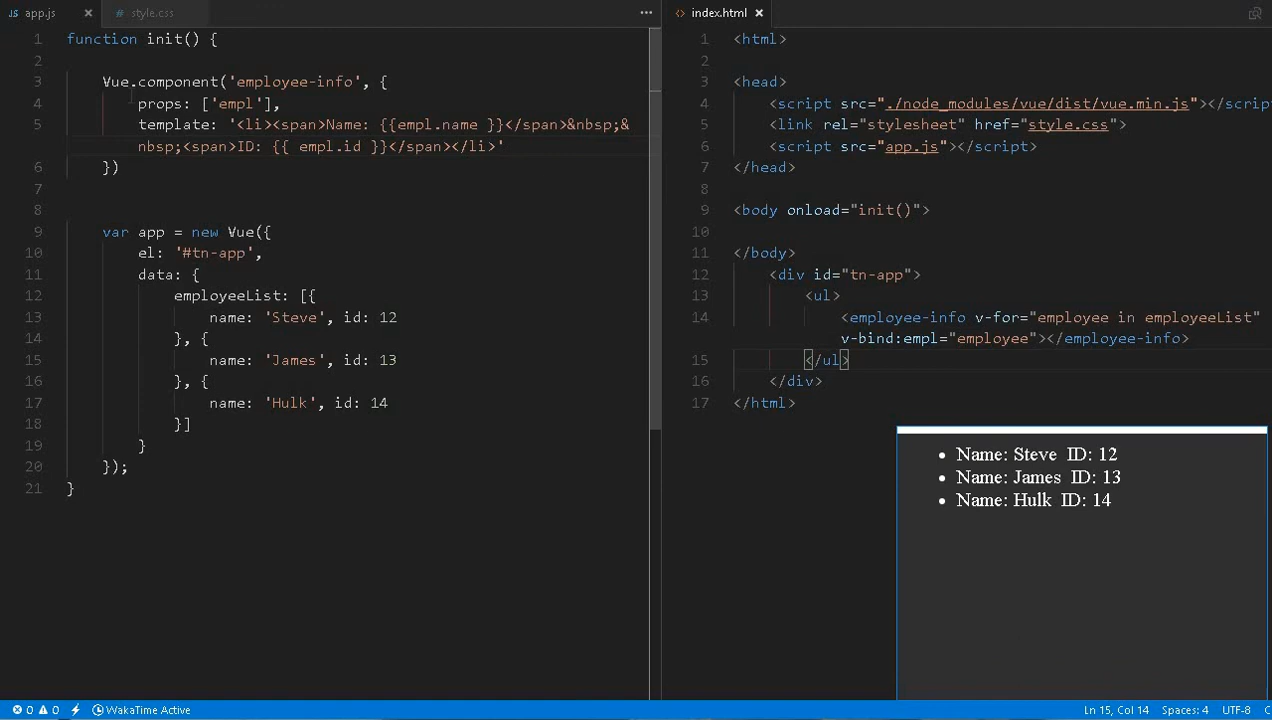 app.js
style.css
index.html
1 function init() {
2
3 Vue.component('employee-info', {
4 props: ['empl'],
5 template: '<li><span>Name: {{empl.name }}</span>&nbsp;&
nbsp;<span>ID: {{ empl.id }}</span></li>'
6 })
7
8
9 var app = new Vue({
10 el: '#tn-app',
11 data: {
12 employeeList: [{
13 name: 'Steve', id: 12
14 }, {
15 name: 'James', id: 13
16 }, {
17 name: 'Hulk', id: 14
18 }]
19 }
20 });
21 }
1 <html>
2
3 <head>
4 <script src="./node_modules/vue/dist/vue.min.js"></scrip
5 <link rel="stylesheet" href="style.css">
6 <script src="app.js"></script>
7 </head>
8
9 <body onload="init()">
10
11 </body>
12 <div id="tn-app">
13 <ul>
14 <employee-info v-for="employee in employeeList"
v-bind:empl="employee"></employee-info>
15 </ul>
16 </div>
17 </html>
• Name: Steve ID: 12
• Name: James ID: 13
• Name: Hulk ID: 14
0 0 WakaTime Active
Ln 15, Col 14 Spaces: 4 UTF-8 C